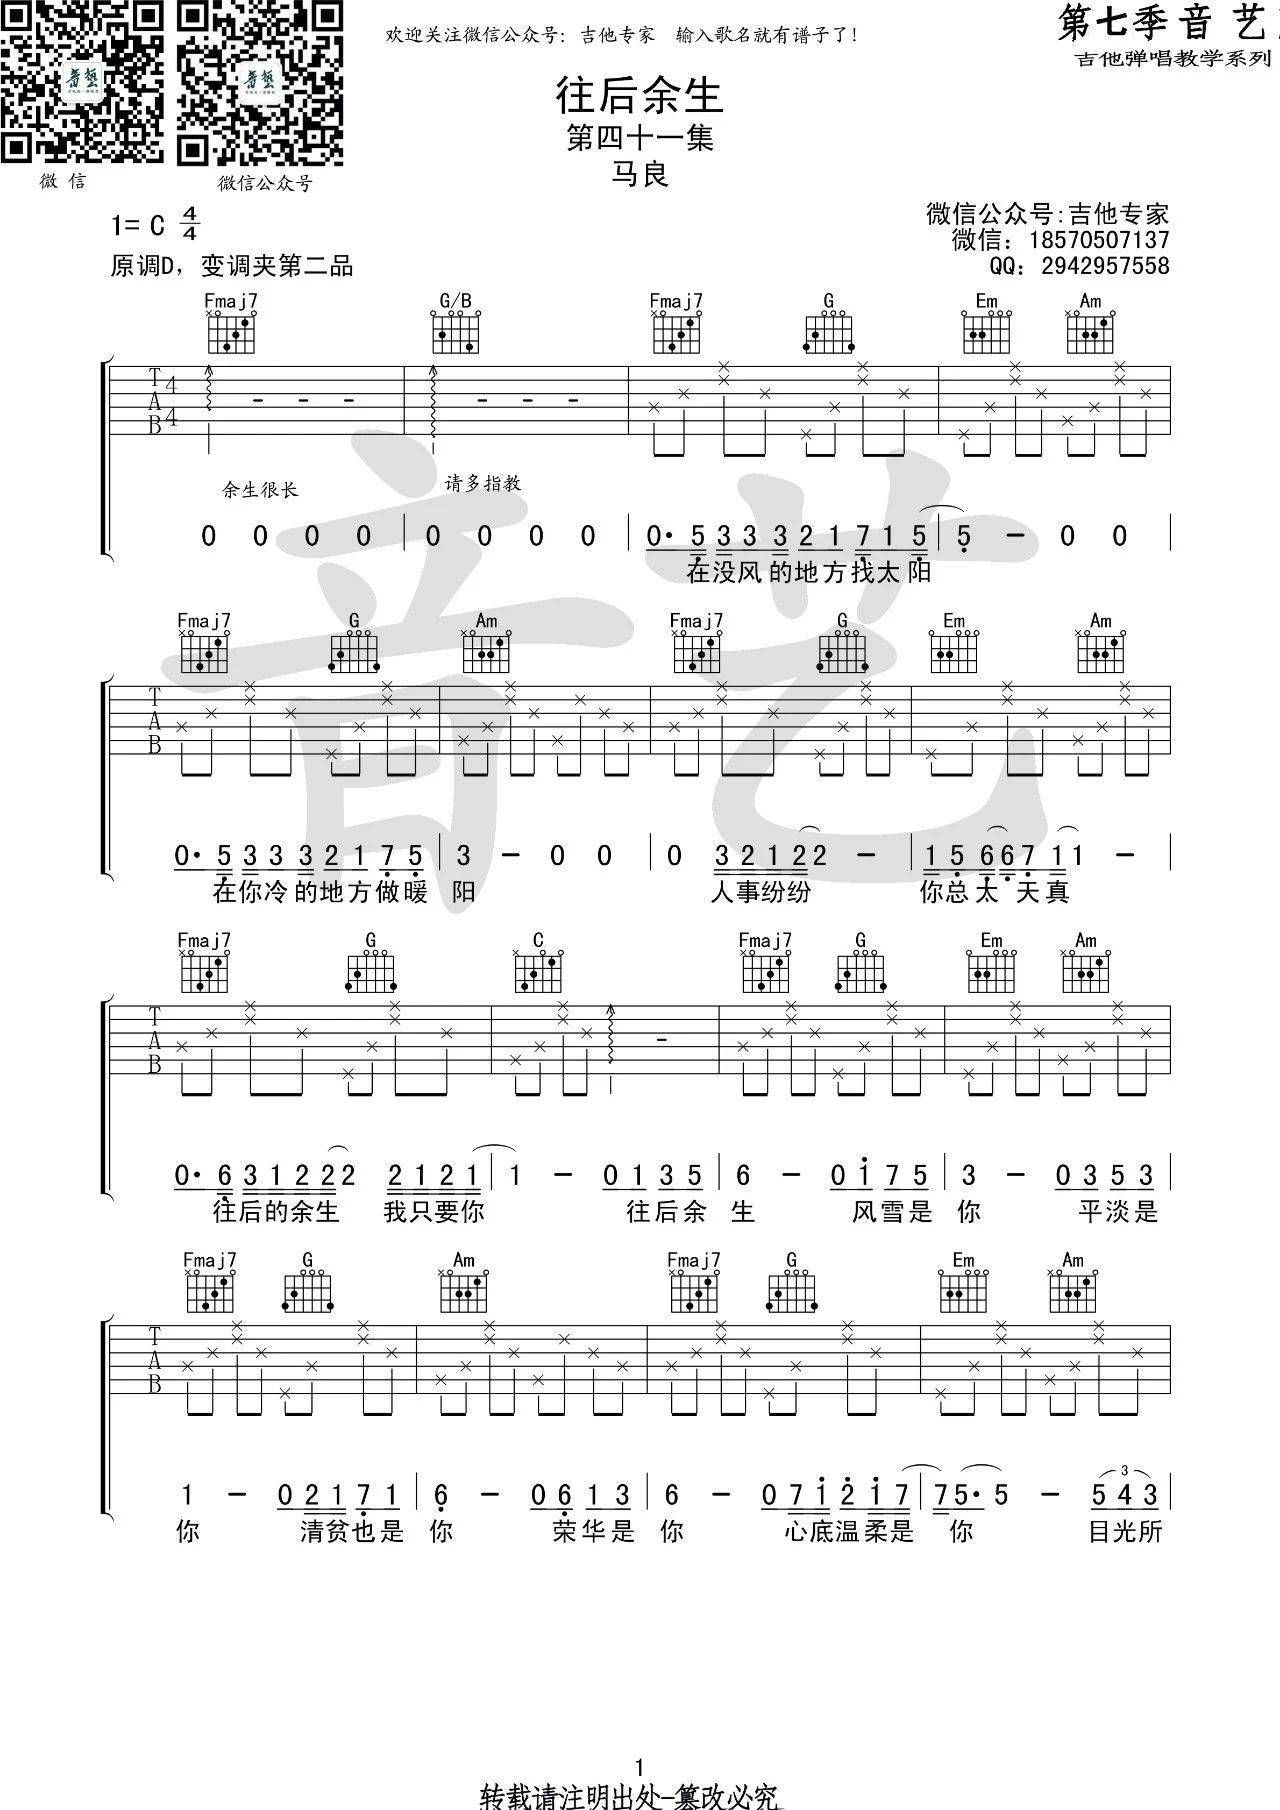 欢迎关注微信公众号：吉他专家　输入歌名就有谱子了！
第七季音艺
吉他弹唱教学系列
音藝
音藝
微 信
微信公众号
往后余生
第四十一集
马良
1= C 4/4
微信公众号:吉他专家
微信：18570507137
原调D，变调夹第二品
QQ：2942957558
Fmaj7 G/B Fmaj7 G Em Am
T A B 4/4
余生很长 请多指教
0 0 0 0 | 0 0 0 0 | 0· 5 3 3 3 2 1 7 1 5 | 5 - 0 0
在没风的地方找太阳
Fmaj7 G Am Fmaj7 G Em Am
T A B
0· 5 3 3 3 2 1 7 5 | 3 - 0 0 | 0 3 2 1 2 2 - | 1 5 6 6 7 1 1 -
在你冷的地方做暖 阳 人事纷纷 你总太 天真
Fmaj7 G C Fmaj7 G Em Am
T A B
0· 6 3 1 2 2 2 2 1 2 1 | 1 - 0 1 3 5 | 6 - 0 1 7 5 | 3 - 0 3 5 3
往后的余生 我只要你 往后余 生 风雪是 你 平淡是
Fmaj7 G Am Fmaj7 G Em Am
T A B
1 - 0 2 1 7 1 | 6 - 0 6 1 3 | 6 - 0 7 1 2 1 7 | 7 5· 5 - 3 5 4 3
你 清贫也是 你 荣华是 你 心底温柔是 你 目光所
音艺
1
转载请注明出处-篡改必究